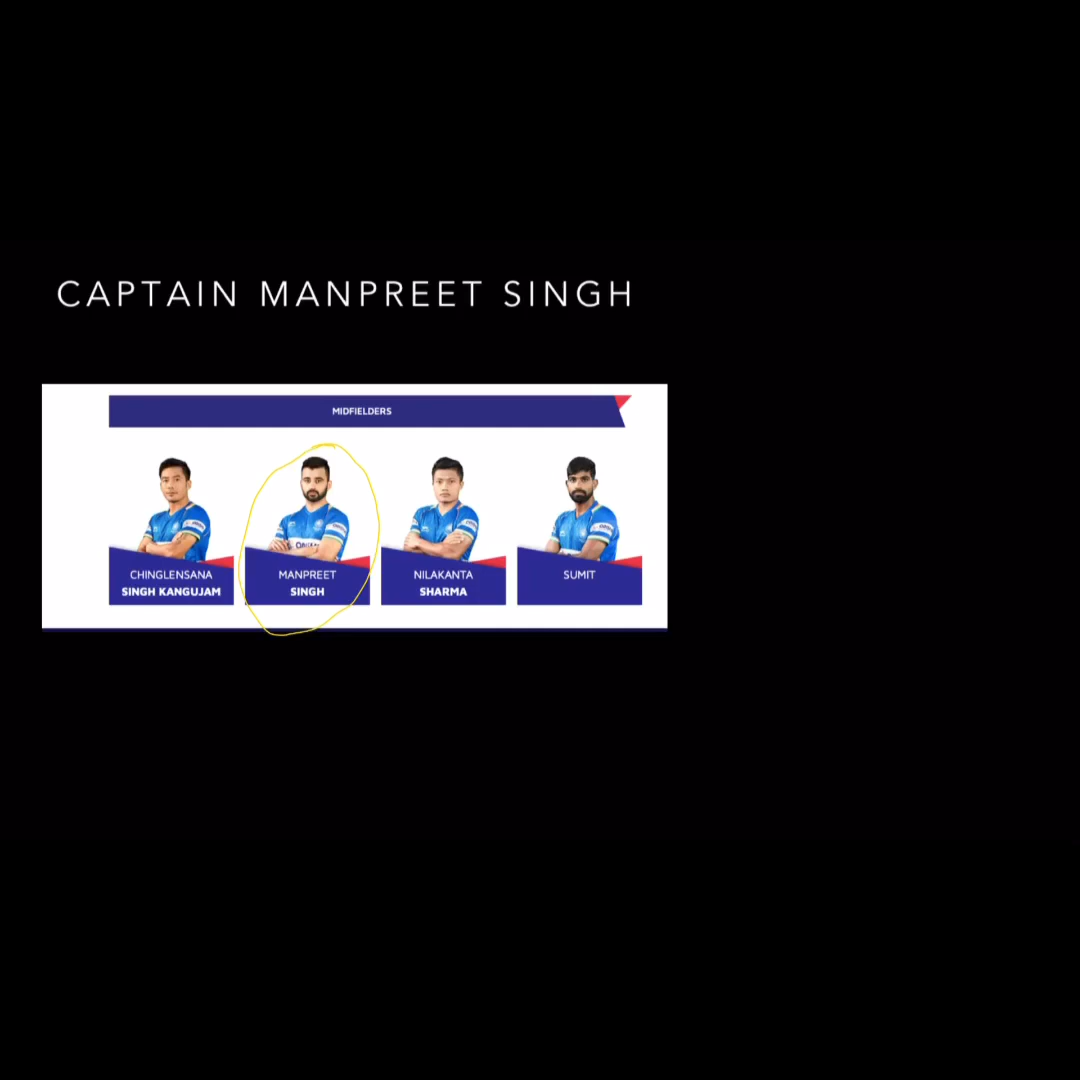 CAPTAIN MANPREET SINGH
MIDFIELDERS
CHINGLENSANA
SINGH KANGUJAM
MANPREET
SINGH
NILAKANTA
SHARMA
SUMIT